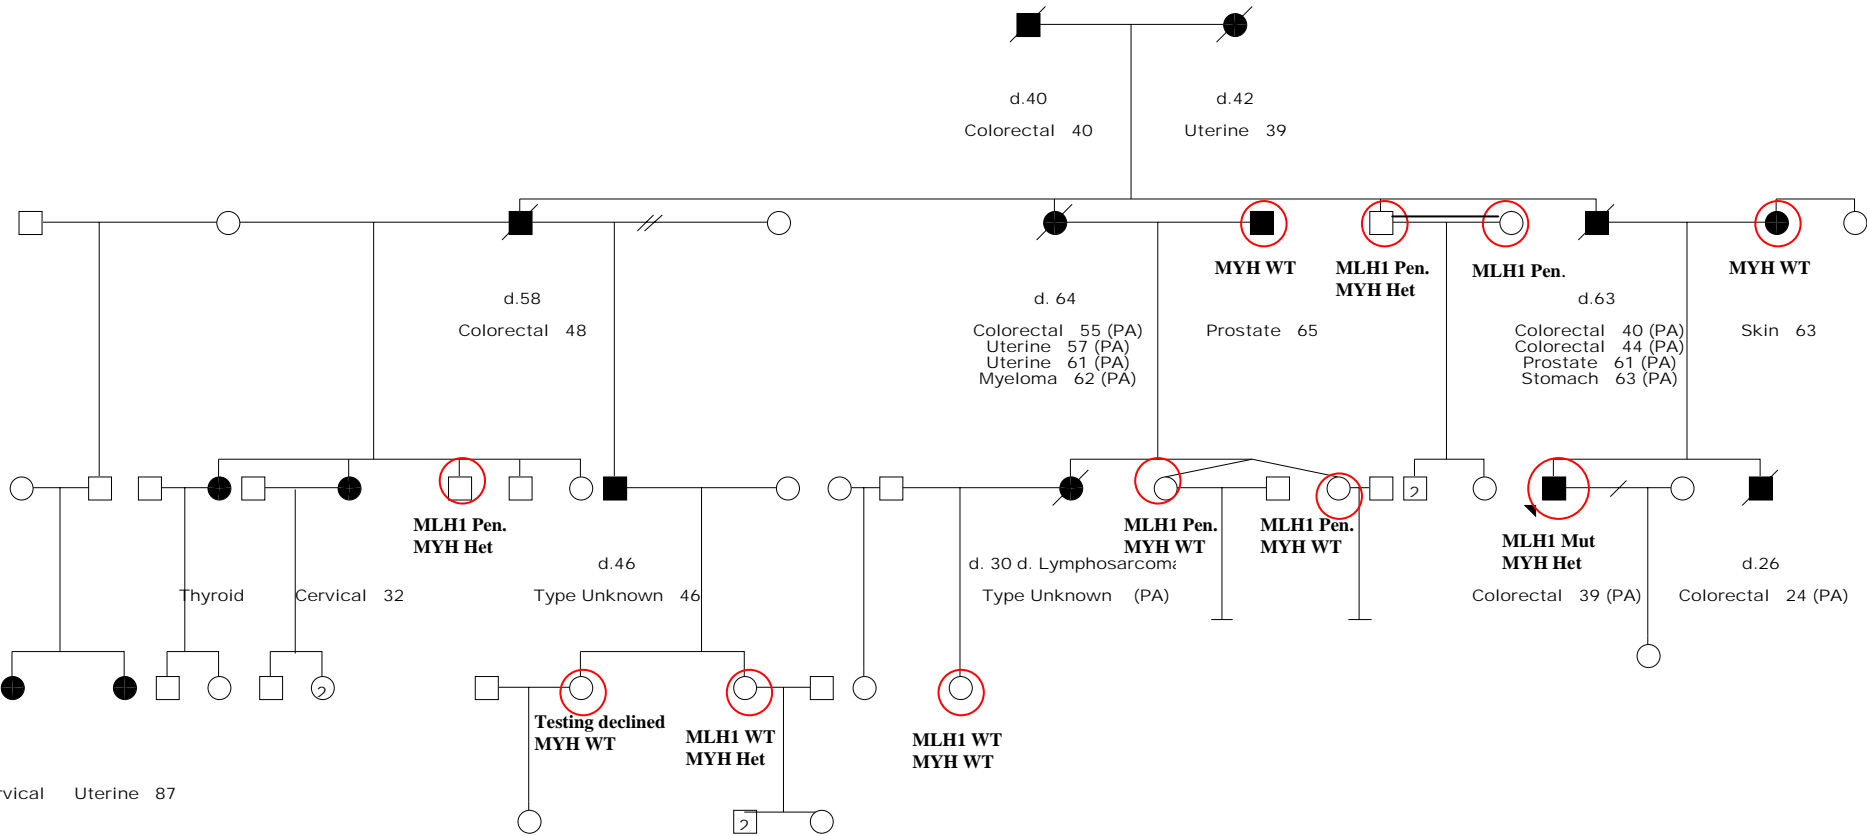 d.40
Colorectal 40
d.42
Uterine 39
d.58
Colorectal 48
d. 64
Colorectal 55 (PA)
Uterine 57 (PA)
Uterine 61 (PA)
Myeloma 62 (PA)
MYH WT
Prostate 65
MLH1 Pen.
MYH Het
MLH1 Pen.
d.63
Colorectal 40 (PA)
Colorectal 44 (PA)
Prostate 61 (PA)
Stomach 63 (PA)
MYH WT
Skin 63
Thyroid
Cervical 32
MLH1 Pen.
MYH Het
d.46
Type Unknown 46
d. 30 d. Lymphosarcoma
Type Unknown (PA)
MLH1 Pen.
MYH WT
MLH1 Pen.
MYH WT
2
MLH1 Mut
MYH Het
Colorectal 39 (PA)
d.26
Colorectal 24 (PA)
2
Testing declined
MYH WT
MLH1 WT
MYH Het
MLH1 WT
MYH WT
rvical Uterine 87
2